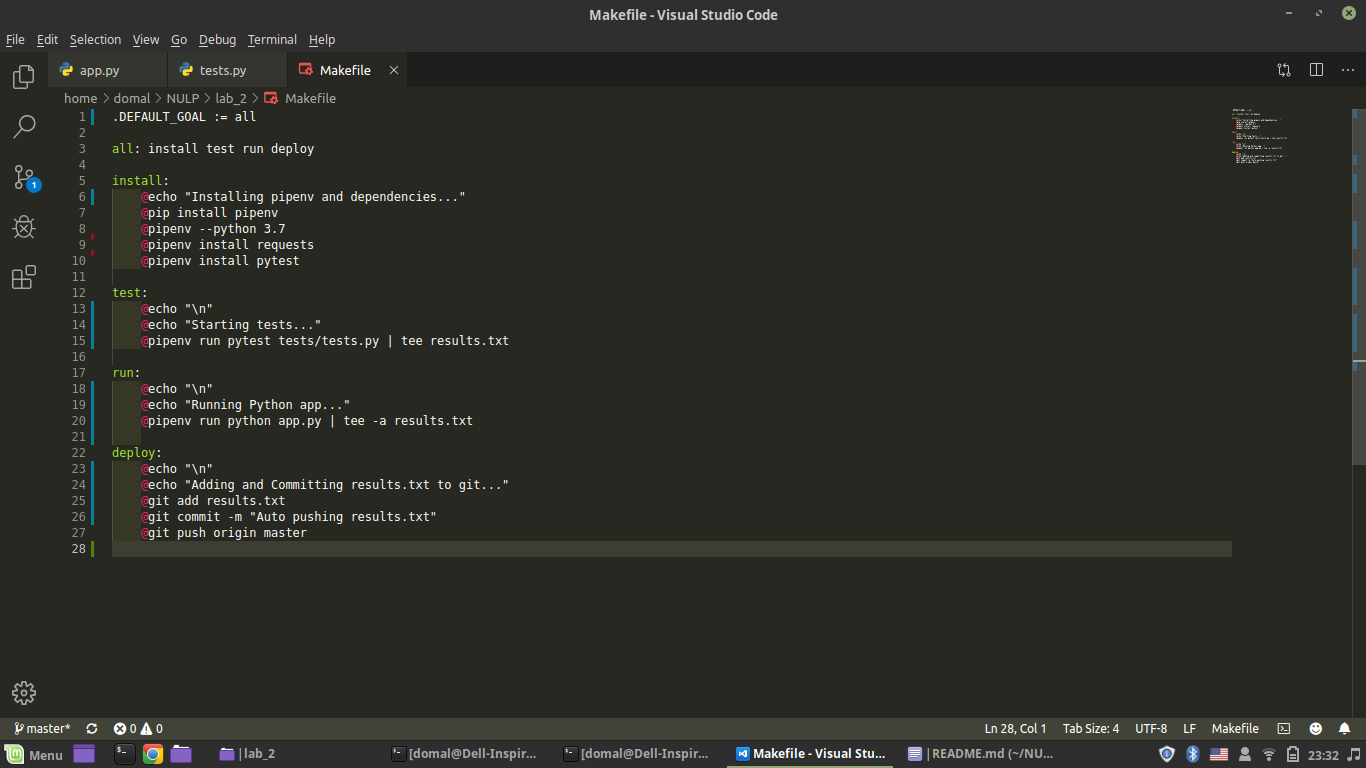 Makefile - Visual Studio Code
File Edit Selection View Go Debug Terminal Help
app.py tests.py Makefile
home > domal > NULP > lab_2 > Makefile
1 .DEFAULT_GOAL := all
2
3 all: install test run deploy
4
5 install:
6 @echo "Installing pipenv and dependencies..."
7 @pip install pipenv
8 @pipenv --python 3.7
9 @pipenv install requests
10 @pipenv install pytest
11
12 test:
13 @echo "\n"
14 @echo "Starting tests..."
15 @pipenv run pytest tests/tests.py | tee results.txt
16
17 run:
18 @echo "\n"
19 @echo "Running Python app..."
20 @pipenv run python app.py | tee -a results.txt
21
22 deploy:
23 @echo "\n"
24 @echo "Adding and Committing results.txt to git..."
25 @git add results.txt
26 @git commit -m "Auto pushing results.txt"
27 @git push origin master
28
1
master* 0 0 Ln 28, Col 1 Tab Size: 4 UTF-8 LF Makefile
Menu | lab_2 [domal@Dell-Inspir... [domal@Dell-Inspir... Makefile - Visual Stu... | README.md (~/NU... 23:32